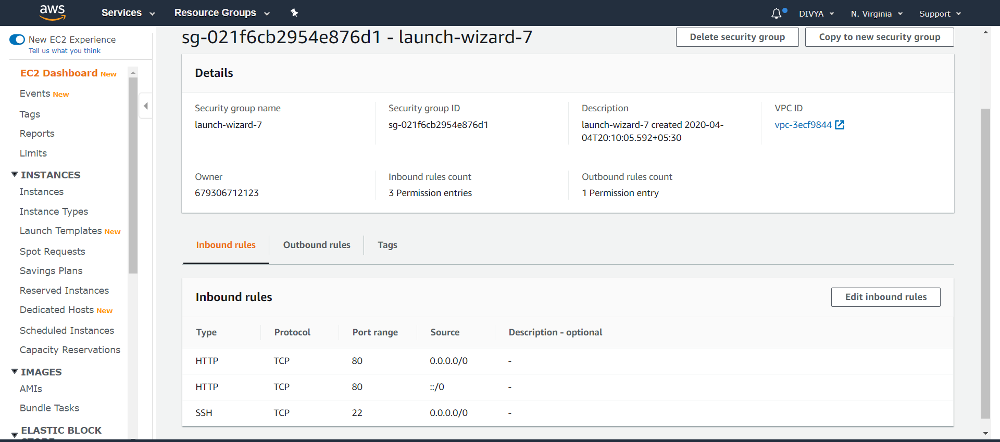 aws Services Resource Groups DIVYA N. Virginia Support
New EC2 Experience
Tell us what you think
EC2 Dashboard New
Events New
Tags
Reports
Limits
INSTANCES
Instances
Instance Types
Launch Templates New
Spot Requests
Savings Plans
Reserved Instances
Dedicated Hosts New
Scheduled Instances
Capacity Reservations
IMAGES
AMIs
Bundle Tasks
ELASTIC BLOCK
STORE
sg-021f6cb2954e876d1 - launch-wizard-7
Delete security group
Copy to new security group
Details
Security group name
launch-wizard-7
Security group ID
sg-021f6cb2954e876d1
Description
launch-wizard-7 created 2020-04-
04T20:10:05.592+05:30
VPC ID
vpc-3ecf9844
Owner
679306712123
Inbound rules count
3 Permission entries
Outbound rules count
1 Permission entry
Inbound rules Outbound rules Tags
Inbound rules
Edit inbound rules
Type Protocol Port range Source Description - optional
HTTP TCP 80 0.0.0.0/0 -
HTTP TCP 80 ::/0 -
SSH TCP 22 0.0.0.0/0 -